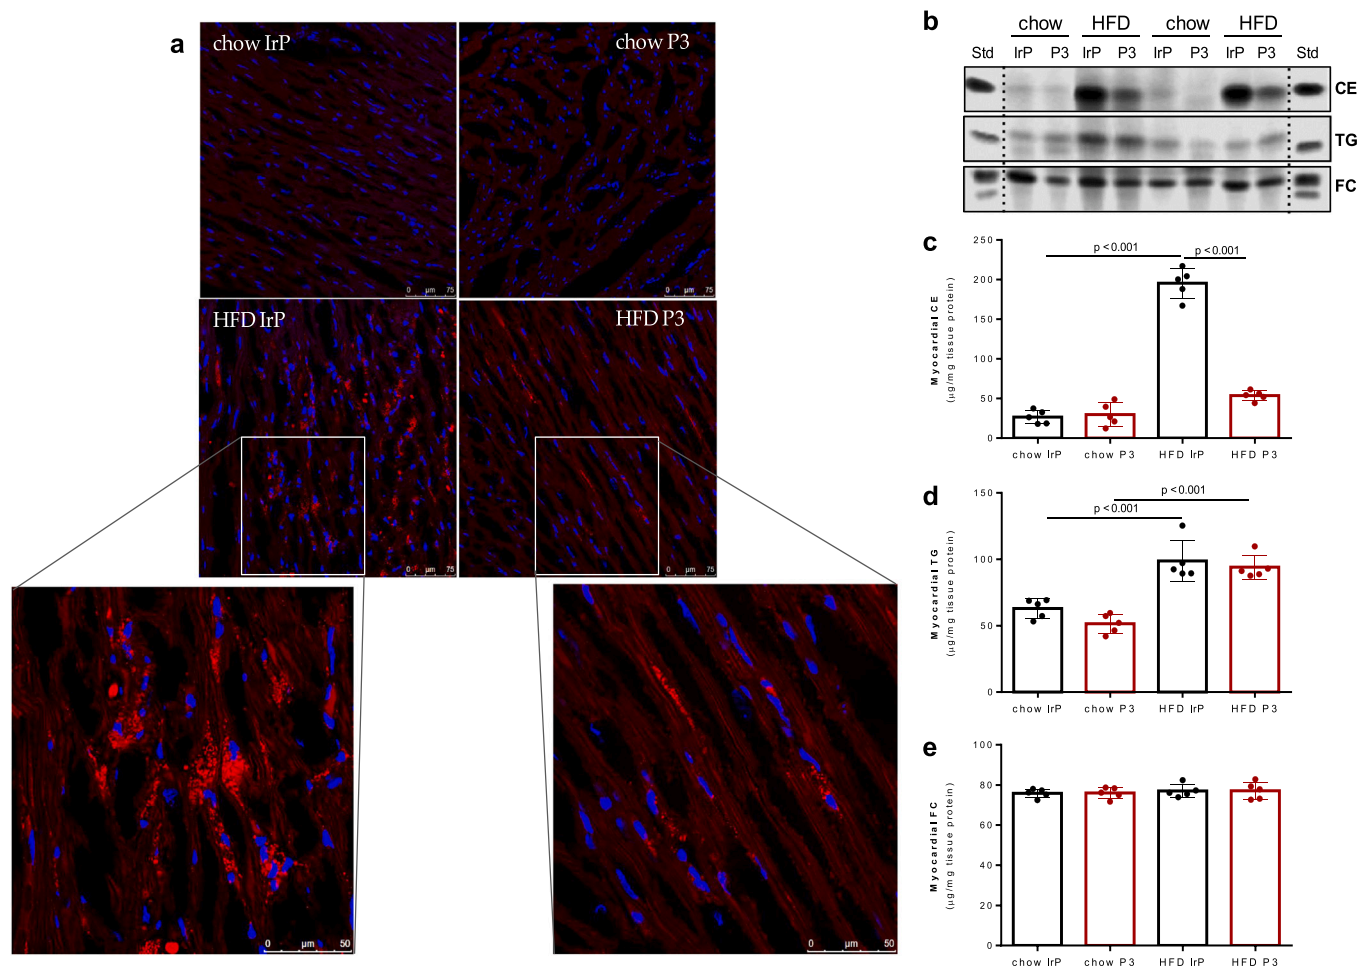 a
chow IrP
chow P3
0 µm 75
0 µm 75
HFD IrP
HFD P3
0 µm 75
0 µm 75
0 µm 50
0 µm 50
b
chow HFD chow HFD
Std IrP P3 IrP P3 IrP P3 IrP P3 Std
CE
TG
FC
c
Myocardial CE
(µg/mg tissue protein)
250
200
150
100
50
0
p < 0.001
p < 0.001
chow IrP chow P3 HFD IrP HFD P3
d
Myocardial TG
(µg/mg tissue protein)
150
100
50
0
p < 0.001
p < 0.001
chow IrP chow P3 HFD IrP HFD P3
e
Myocardial FC
(µg/mg tissue protein)
100
80
60
40
20
0
chow IrP chow P3 HFD IrP HFD P3